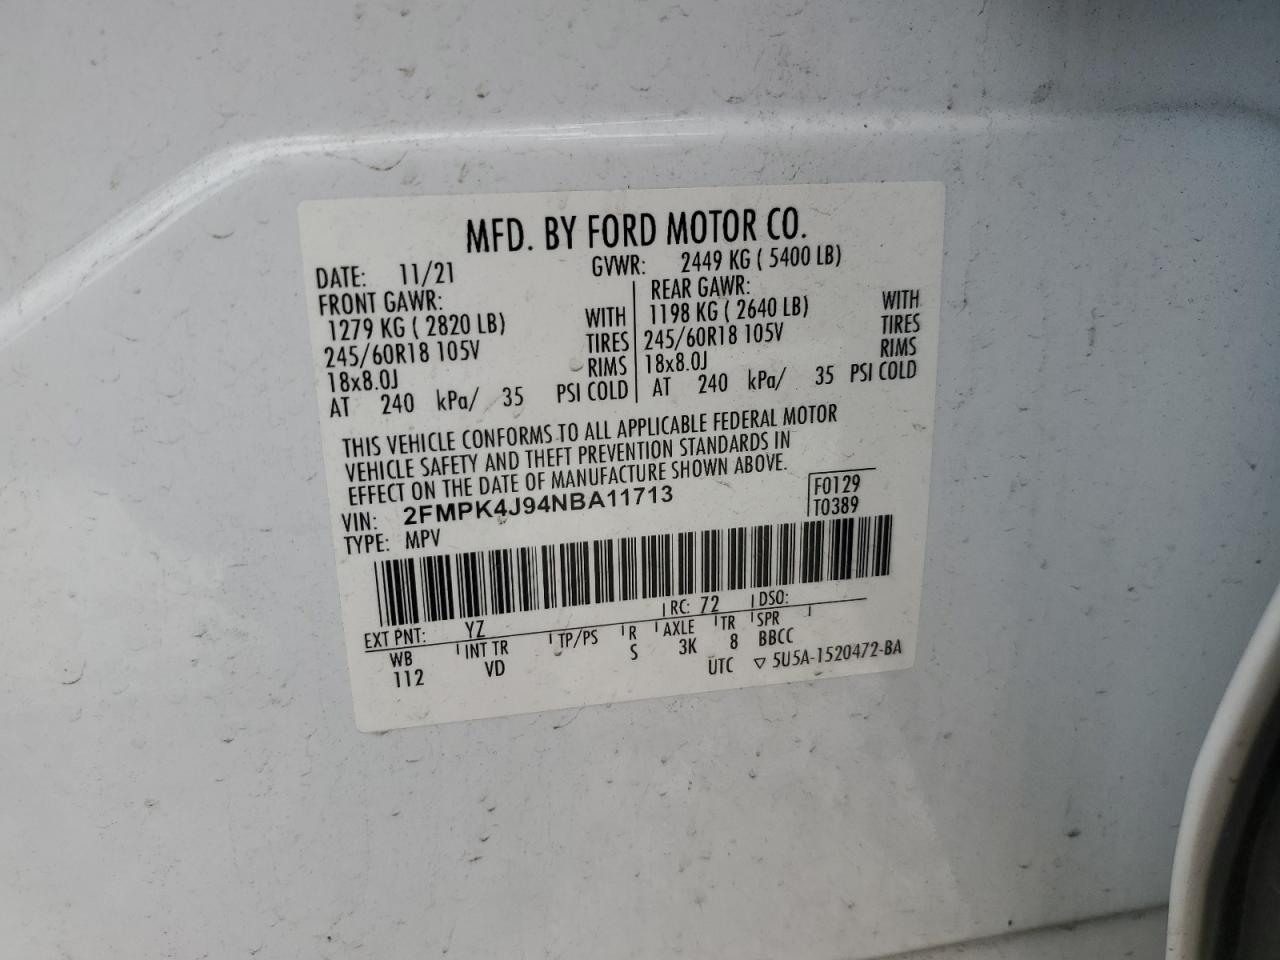 MFD. BY FORD MOTOR CO.
DATE: 11/21 GVWR: 2449 KG ( 5400 LB)
FRONT GAWR: REAR GAWR:
1279 KG ( 2820 LB) WITH 1198 KG ( 2640 LB) WITH
245/60R18 105V TIRES 245/60R18 105V TIRES
18x8.0J RIMS 18x8.0J RIMS
AT 240 kPa/ 35 PSI COLD AT 240 kPa/ 35 PSI COLD
THIS VEHICLE CONFORMS TO ALL APPLICABLE FEDERAL MOTOR
VEHICLE SAFETY AND THEFT PREVENTION STANDARDS IN
EFFECT ON THE DATE OF MANUFACTURE SHOWN ABOVE.
VIN: 2FMPK4J94NBA11713 F0129
TYPE: MPV T0389
EXT PNT: YZ RC: 72 DSO:
WB INT TR TP/PS R AXLE TR SPR
112 VD S 3K 8 BBCC
UTC ▽ 5U5A-1520472-BA